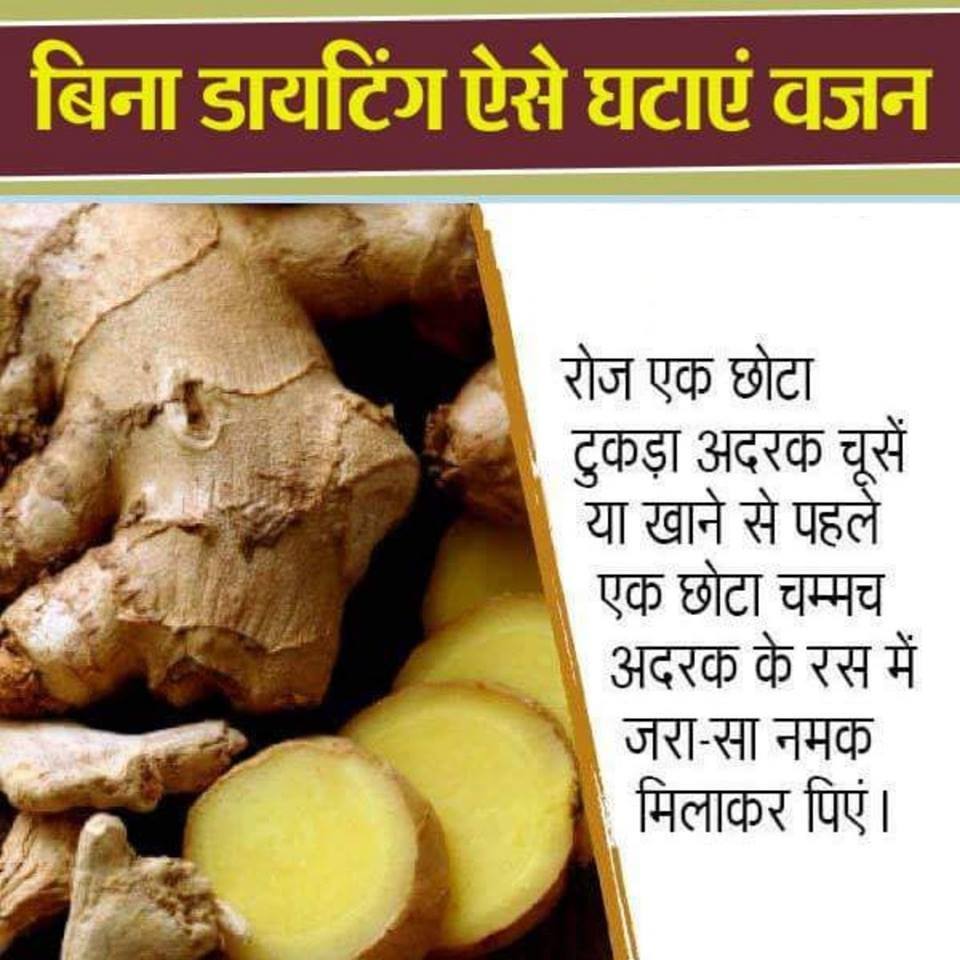 बिना डायटिंग ऐसे घटाएं वजन
रोज एक छोटा
टुकड़ा अदरक चूसें
या खाने से पहले
एक छोटा चम्मच
अदरक के रस में
जरा-सा नमक
मिलाकर पिएं।